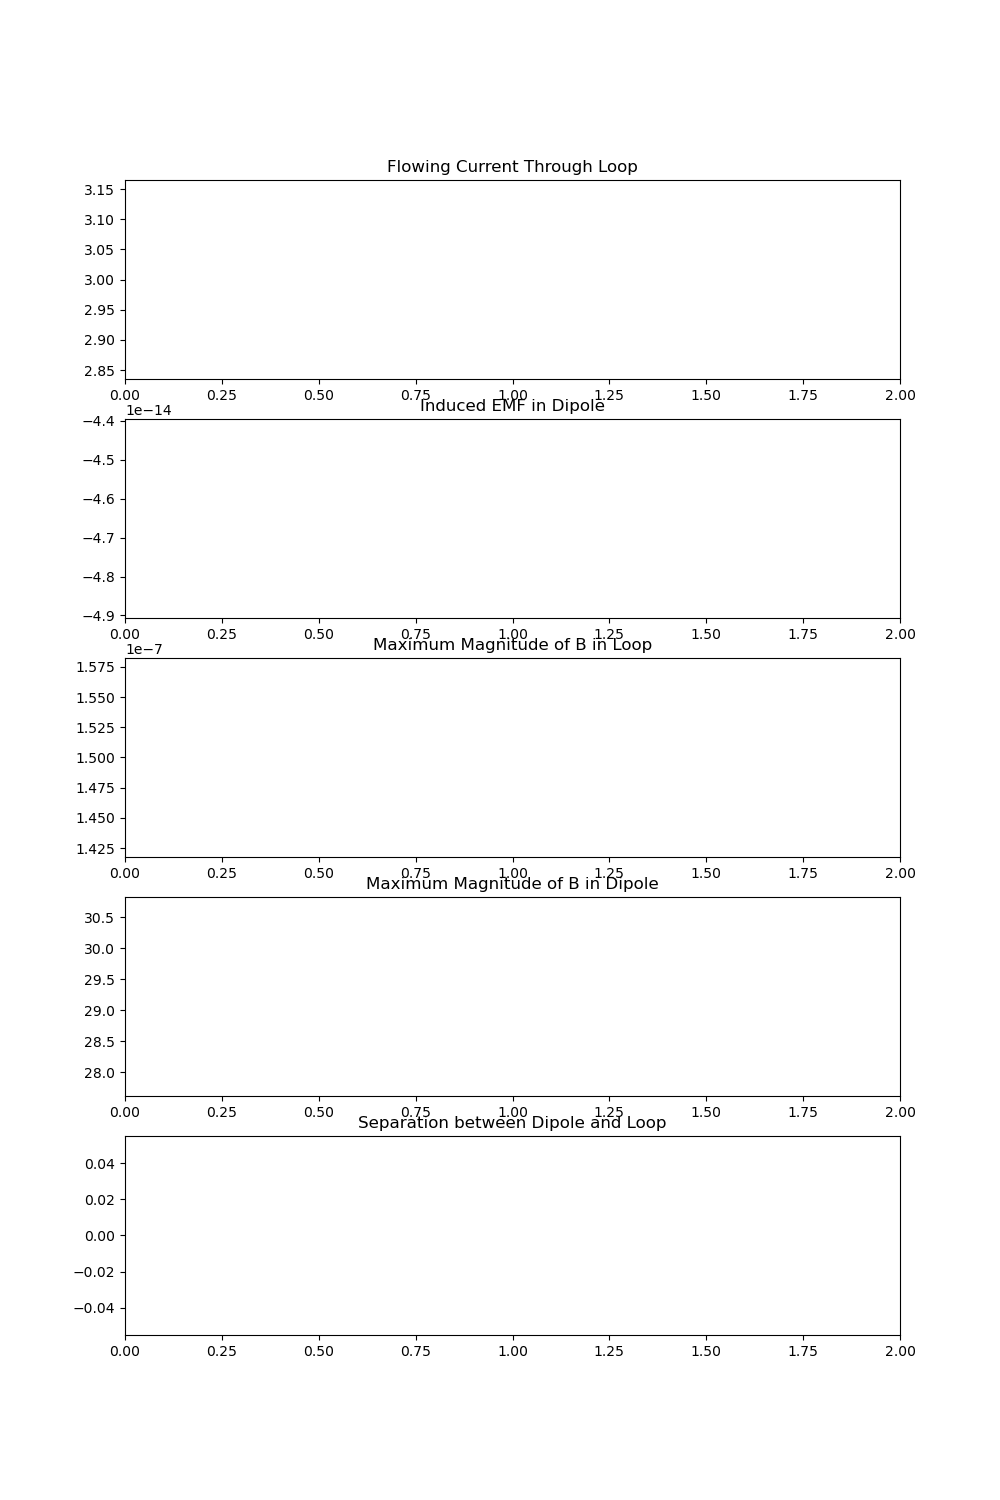 Flowing Current Through Loop
3.15
3.10
3.05
3.00
2.95
2.90
2.85
0.00 0.25 0.50 0.75 1.00 1.25 1.50 1.75 2.00
Induced EMF in Dipole
1e−14
−4.4
−4.5
−4.6
−4.7
−4.8
−4.9
0.00 0.25 0.50 0.75 1.00 1.25 1.50 1.75 2.00
Maximum Magnitude of B in Loop
1e−7
1.575
1.550
1.525
1.500
1.475
1.450
1.425
0.00 0.25 0.50 0.75 1.00 1.25 1.50 1.75 2.00
Maximum Magnitude of B in Dipole
30.5
30.0
29.5
29.0
28.5
28.0
0.00 0.25 0.50 0.75 1.00 1.25 1.50 1.75 2.00
Separation between Dipole and Loop
0.04
0.02
0.00
−0.02
−0.04
0.00 0.25 0.50 0.75 1.00 1.25 1.50 1.75 2.00